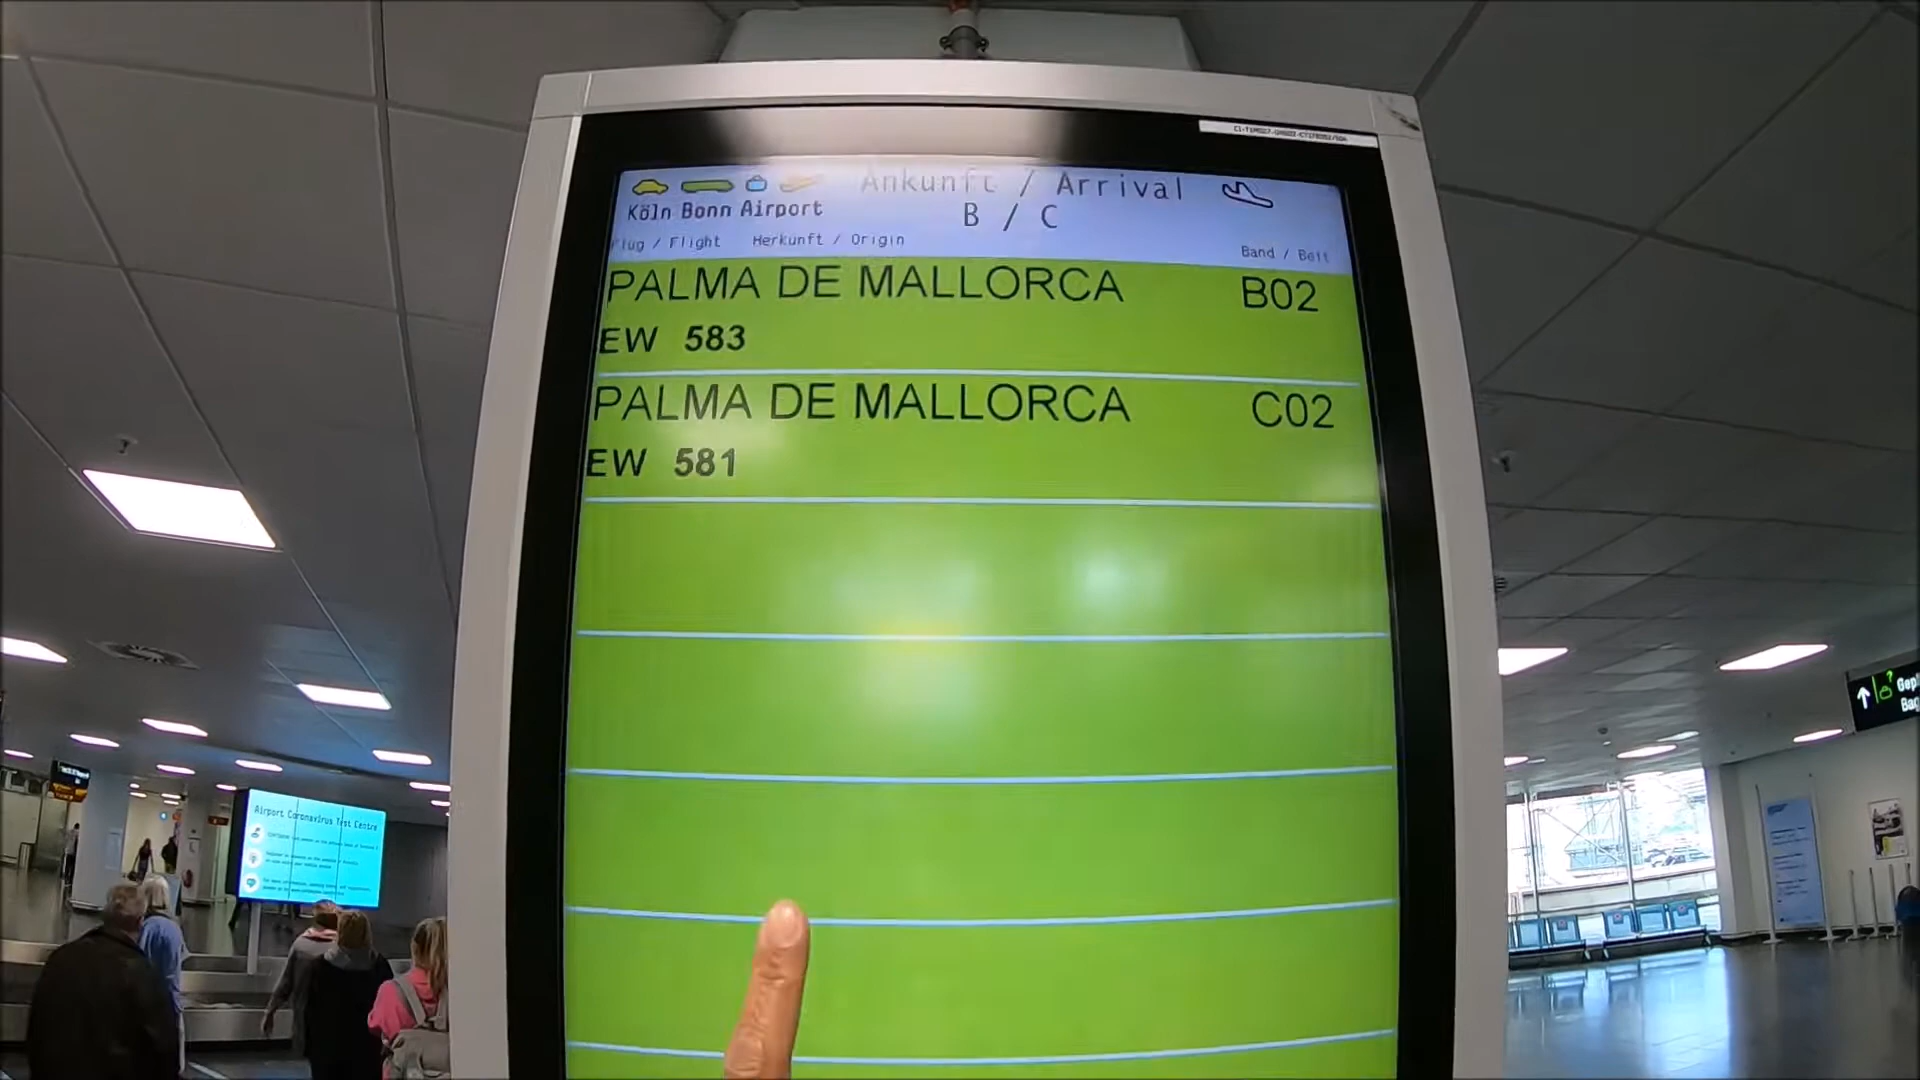 Ankunft / Arrival
Köln Bonn Airport
B / C
Flug / Flight Herkunft / Origin Band / Belt
PALMA DE MALLORCA B02
EW 583
PALMA DE MALLORCA C02
EW 581
Airport Coronavirus Test Centre